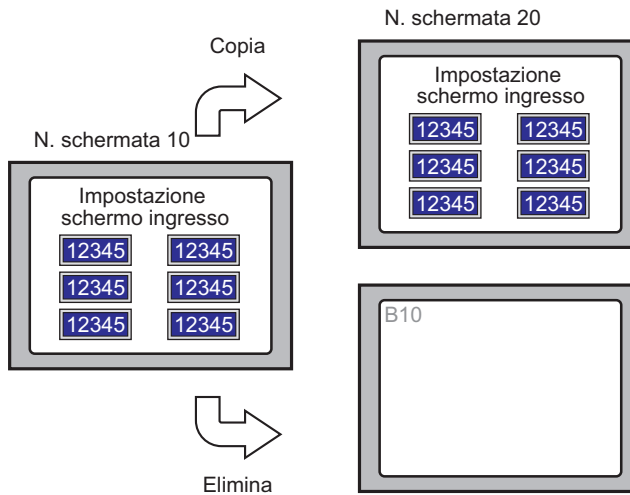 N. schermata 20
Copia
Impostazione
schermo ingresso
12345 12345
12345 12345
12345 12345
N. schermata 10
Impostazione
schermo ingresso
12345 12345
12345 12345
12345 12345
B10
Elimina